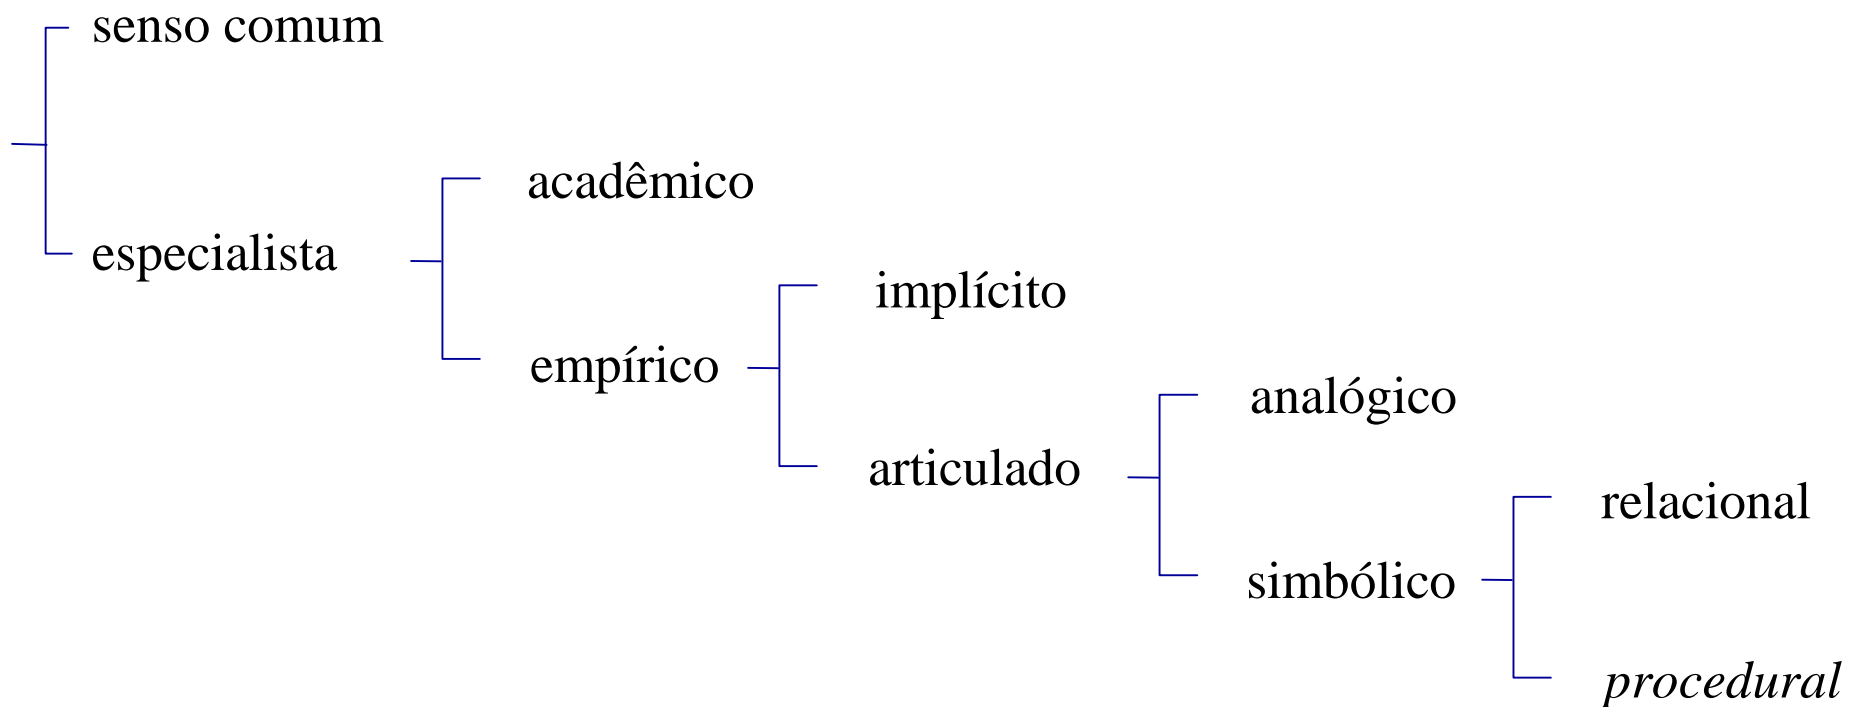 senso comum
acadêmico
especialista
implícito
empírico
analógico
articulado
relacional
simbólico
procedural